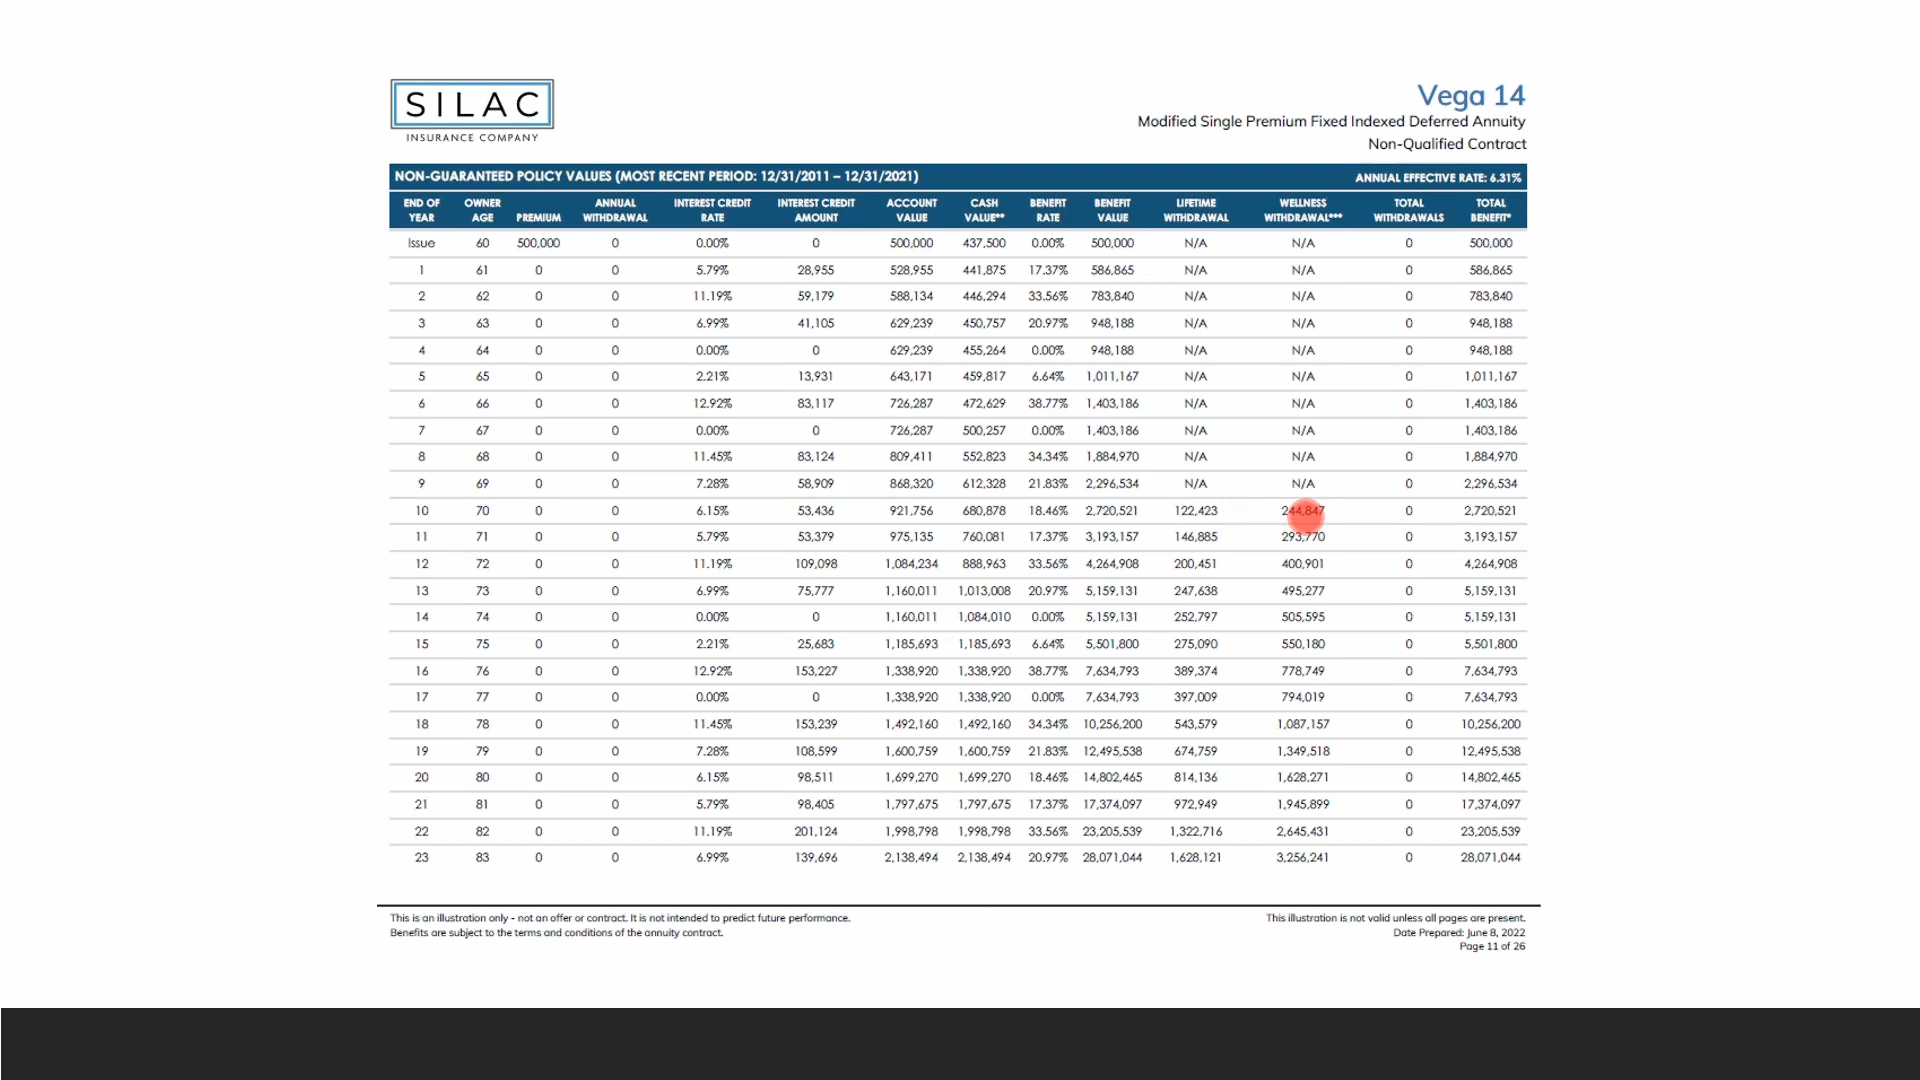 SILAC
INSURANCE COMPANY
Vega 14
Modified Single Premium Fixed Indexed Deferred Annuity
Non-Qualified Contract
NON-GUARANTEED POLICY VALUES (MOST RECENT PERIOD: 12/31/2011 – 12/31/2021) ANNUAL EFFECTIVE RATE: 6.31%
END OF YEAR OWNER AGE PREMIUM ANNUAL WITHDRAWAL INTEREST CREDIT RATE INTEREST CREDIT AMOUNT ACCOUNT VALUE CASH VALUE** BENEFIT RATE BENEFIT VALUE LIFETIME WITHDRAWAL WELLNESS WITHDRAWAL*** TOTAL WITHDRAWALS TOTAL BENEFIT*
Issue 60 500,000 0 0.00% 0 500,000 437,500 0.00% 500,000 N/A N/A 0 500,000
1 61 0 0 5.79% 28,955 528,955 441,875 17.37% 586,865 N/A N/A 0 586,865
2 62 0 0 11.19% 59,179 588,134 446,294 33.56% 783,840 N/A N/A 0 783,840
3 63 0 0 6.99% 41,105 629,239 450,757 20.97% 948,188 N/A N/A 0 948,188
4 64 0 0 0.00% 0 629,239 455,264 0.00% 948,188 N/A N/A 0 948,188
5 65 0 0 2.21% 13,931 643,171 459,817 6.64% 1,011,167 N/A N/A 0 1,011,167
6 66 0 0 12.92% 83,117 726,287 472,629 38.77% 1,403,186 N/A N/A 0 1,403,186
7 67 0 0 0.00% 0 726,287 500,257 0.00% 1,403,186 N/A N/A 0 1,403,186
8 68 0 0 11.45% 83,124 809,411 552,823 34.34% 1,884,970 N/A N/A 0 1,884,970
9 69 0 0 7.28% 58,909 868,320 612,328 21.83% 2,296,534 N/A N/A 0 2,296,534
10 70 0 0 6.15% 53,436 921,756 680,878 18.46% 2,720,521 122,423 244,847 0 2,720,521
11 71 0 0 5.79% 53,379 975,135 760,081 17.37% 3,193,157 146,885 293,770 0 3,193,157
12 72 0 0 11.19% 109,098 1,084,234 888,963 33.56% 4,264,908 200,451 400,901 0 4,264,908
13 73 0 0 6.99% 75,777 1,160,011 1,013,008 20.97% 5,159,131 247,638 495,277 0 5,159,131
14 74 0 0 0.00% 0 1,160,011 1,084,010 0.00% 5,159,131 252,797 505,595 0 5,159,131
15 75 0 0 2.21% 25,683 1,185,693 1,185,693 6.64% 5,501,800 275,090 550,180 0 5,501,800
16 76 0 0 12.92% 153,227 1,338,920 1,338,920 38.77% 7,634,793 389,374 778,749 0 7,634,793
17 77 0 0 0.00% 0 1,338,920 1,338,920 0.00% 7,634,793 397,009 794,019 0 7,634,793
18 78 0 0 11.45% 153,239 1,492,160 1,492,160 34.34% 10,256,200 543,579 1,087,157 0 10,256,200
19 79 0 0 7.28% 108,599 1,600,759 1,600,759 21.83% 12,495,538 674,759 1,349,518 0 12,495,538
20 80 0 0 6.15% 98,511 1,699,270 1,699,270 18.46% 14,802,465 814,136 1,628,271 0 14,802,465
21 81 0 0 5.79% 98,405 1,797,675 1,797,675 17.37% 17,374,097 972,949 1,945,899 0 17,374,097
22 82 0 0 11.19% 201,124 1,998,798 1,998,798 33.56% 23,205,539 1,322,716 2,645,431 0 23,205,539
23 83 0 0 6.99% 139,696 2,138,494 2,138,494 20.97% 28,071,044 1,628,121 3,256,241 0 28,071,044
This is an illustration only - not an offer or contract. It is not intended to predict future performance.
Benefits are subject to the terms and conditions of the annuity contract.
This illustration is not valid unless all pages are present.
Date Prepared: June 8, 2022
Page 11 of 26